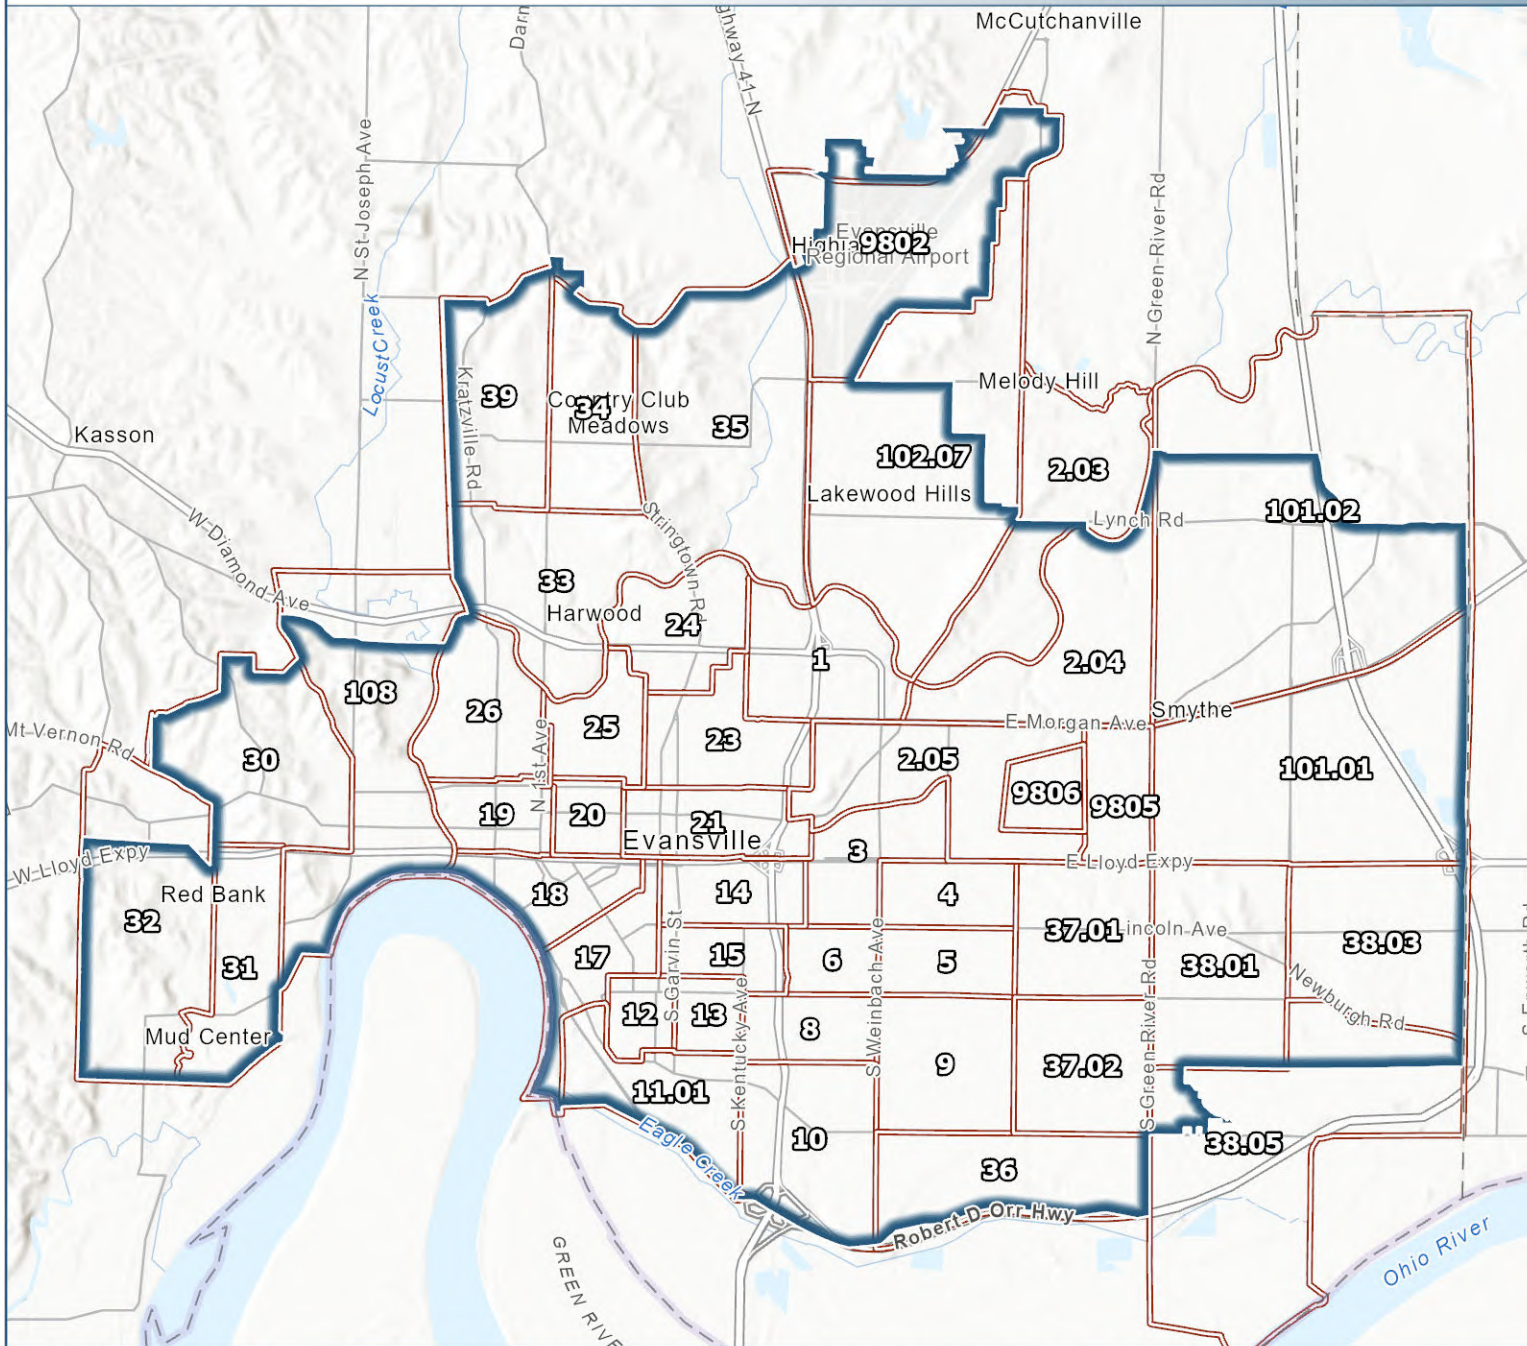 McCutchanville
Darn
ghway-41-N
N-St-Joseph-Ave
N-Green-River-Rd
Evansville
9802
Regional Airport
LocustCreek
Kratzville-Rd
39
Country Club
34
Meadows
35
Melody Hill
Kasson
102.07
2.03
Lakewood Hills
101.02
Lynch Rd
W-Diamond-Ave
Stringtown-Rd
33
Harwood
24
1
2.04
108
26
25
23
E Morgan Ave
Smythe
Mt Vernon Rd
30
2.05
101.01
9806
9805
N 1st Ave
19
20
21
Evansville
3
W-Lloyd-Expy
E Lloyd Expy
Red Bank
32
18
14
4
37.01
Lincoln Ave
38.03
31
17
15
6
5
38.01
S-Garvin-St
S-Weinbach-Ave
S-Green-River-Rd
Newburgh Rd
Mud Center
12
13
8
9
37.02
S-Kentucky-Ave
11.01
10
Eagle Creek
36
38.05
Robert D Orr Hwy
Ohio River
GREEN RIVE